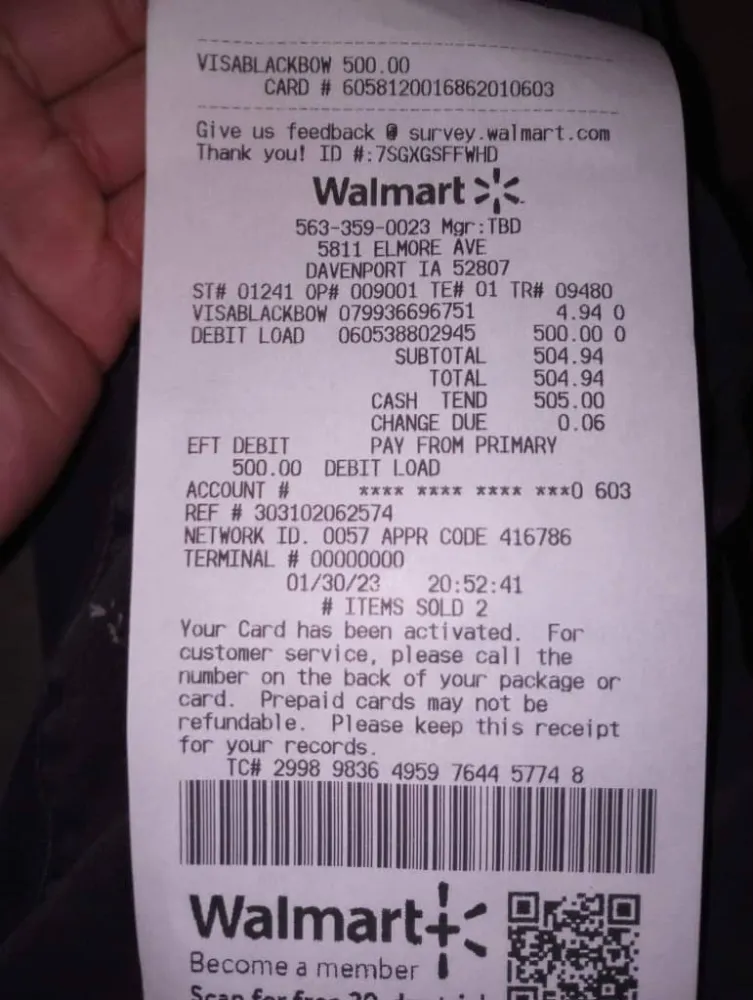 VISABLACKBOW 500.00
CARD # 6058120016862010603
Give us feedback @ survey.walmart.com
Thank you! ID #:7SGXGSFFWHD
Walmart
563-359-0023 Mgr:TBD
5811 ELMORE AVE
DAVENPORT IA 52807
ST# 01241 OP# 009001 TE# 01 TR# 09480
VISABLACKBOW 079936696751 4.94 O
DEBIT LOAD 060538802945 500.00 O
SUBTOTAL 504.94
TOTAL 504.94
CASH TEND 505.00
CHANGE DUE 0.06
EFT DEBIT PAY FROM PRIMARY
500.00 DEBIT LOAD
ACCOUNT # **** **** **** ***0 603
REF # 303102062574
NETWORK ID. 0057 APPR CODE 416786
TERMINAL # 00000000
01/30/23 20:52:41
# ITEMS SOLD 2
Your Card has been activated. For
customer service, please call the
number on the back of your package or
card. Prepaid cards may not be
refundable. Please keep this receipt
for your records.
TC# 2998 9836 4959 7644 5774 8
Walmart+
Become a member
Scan for free 30-day trial